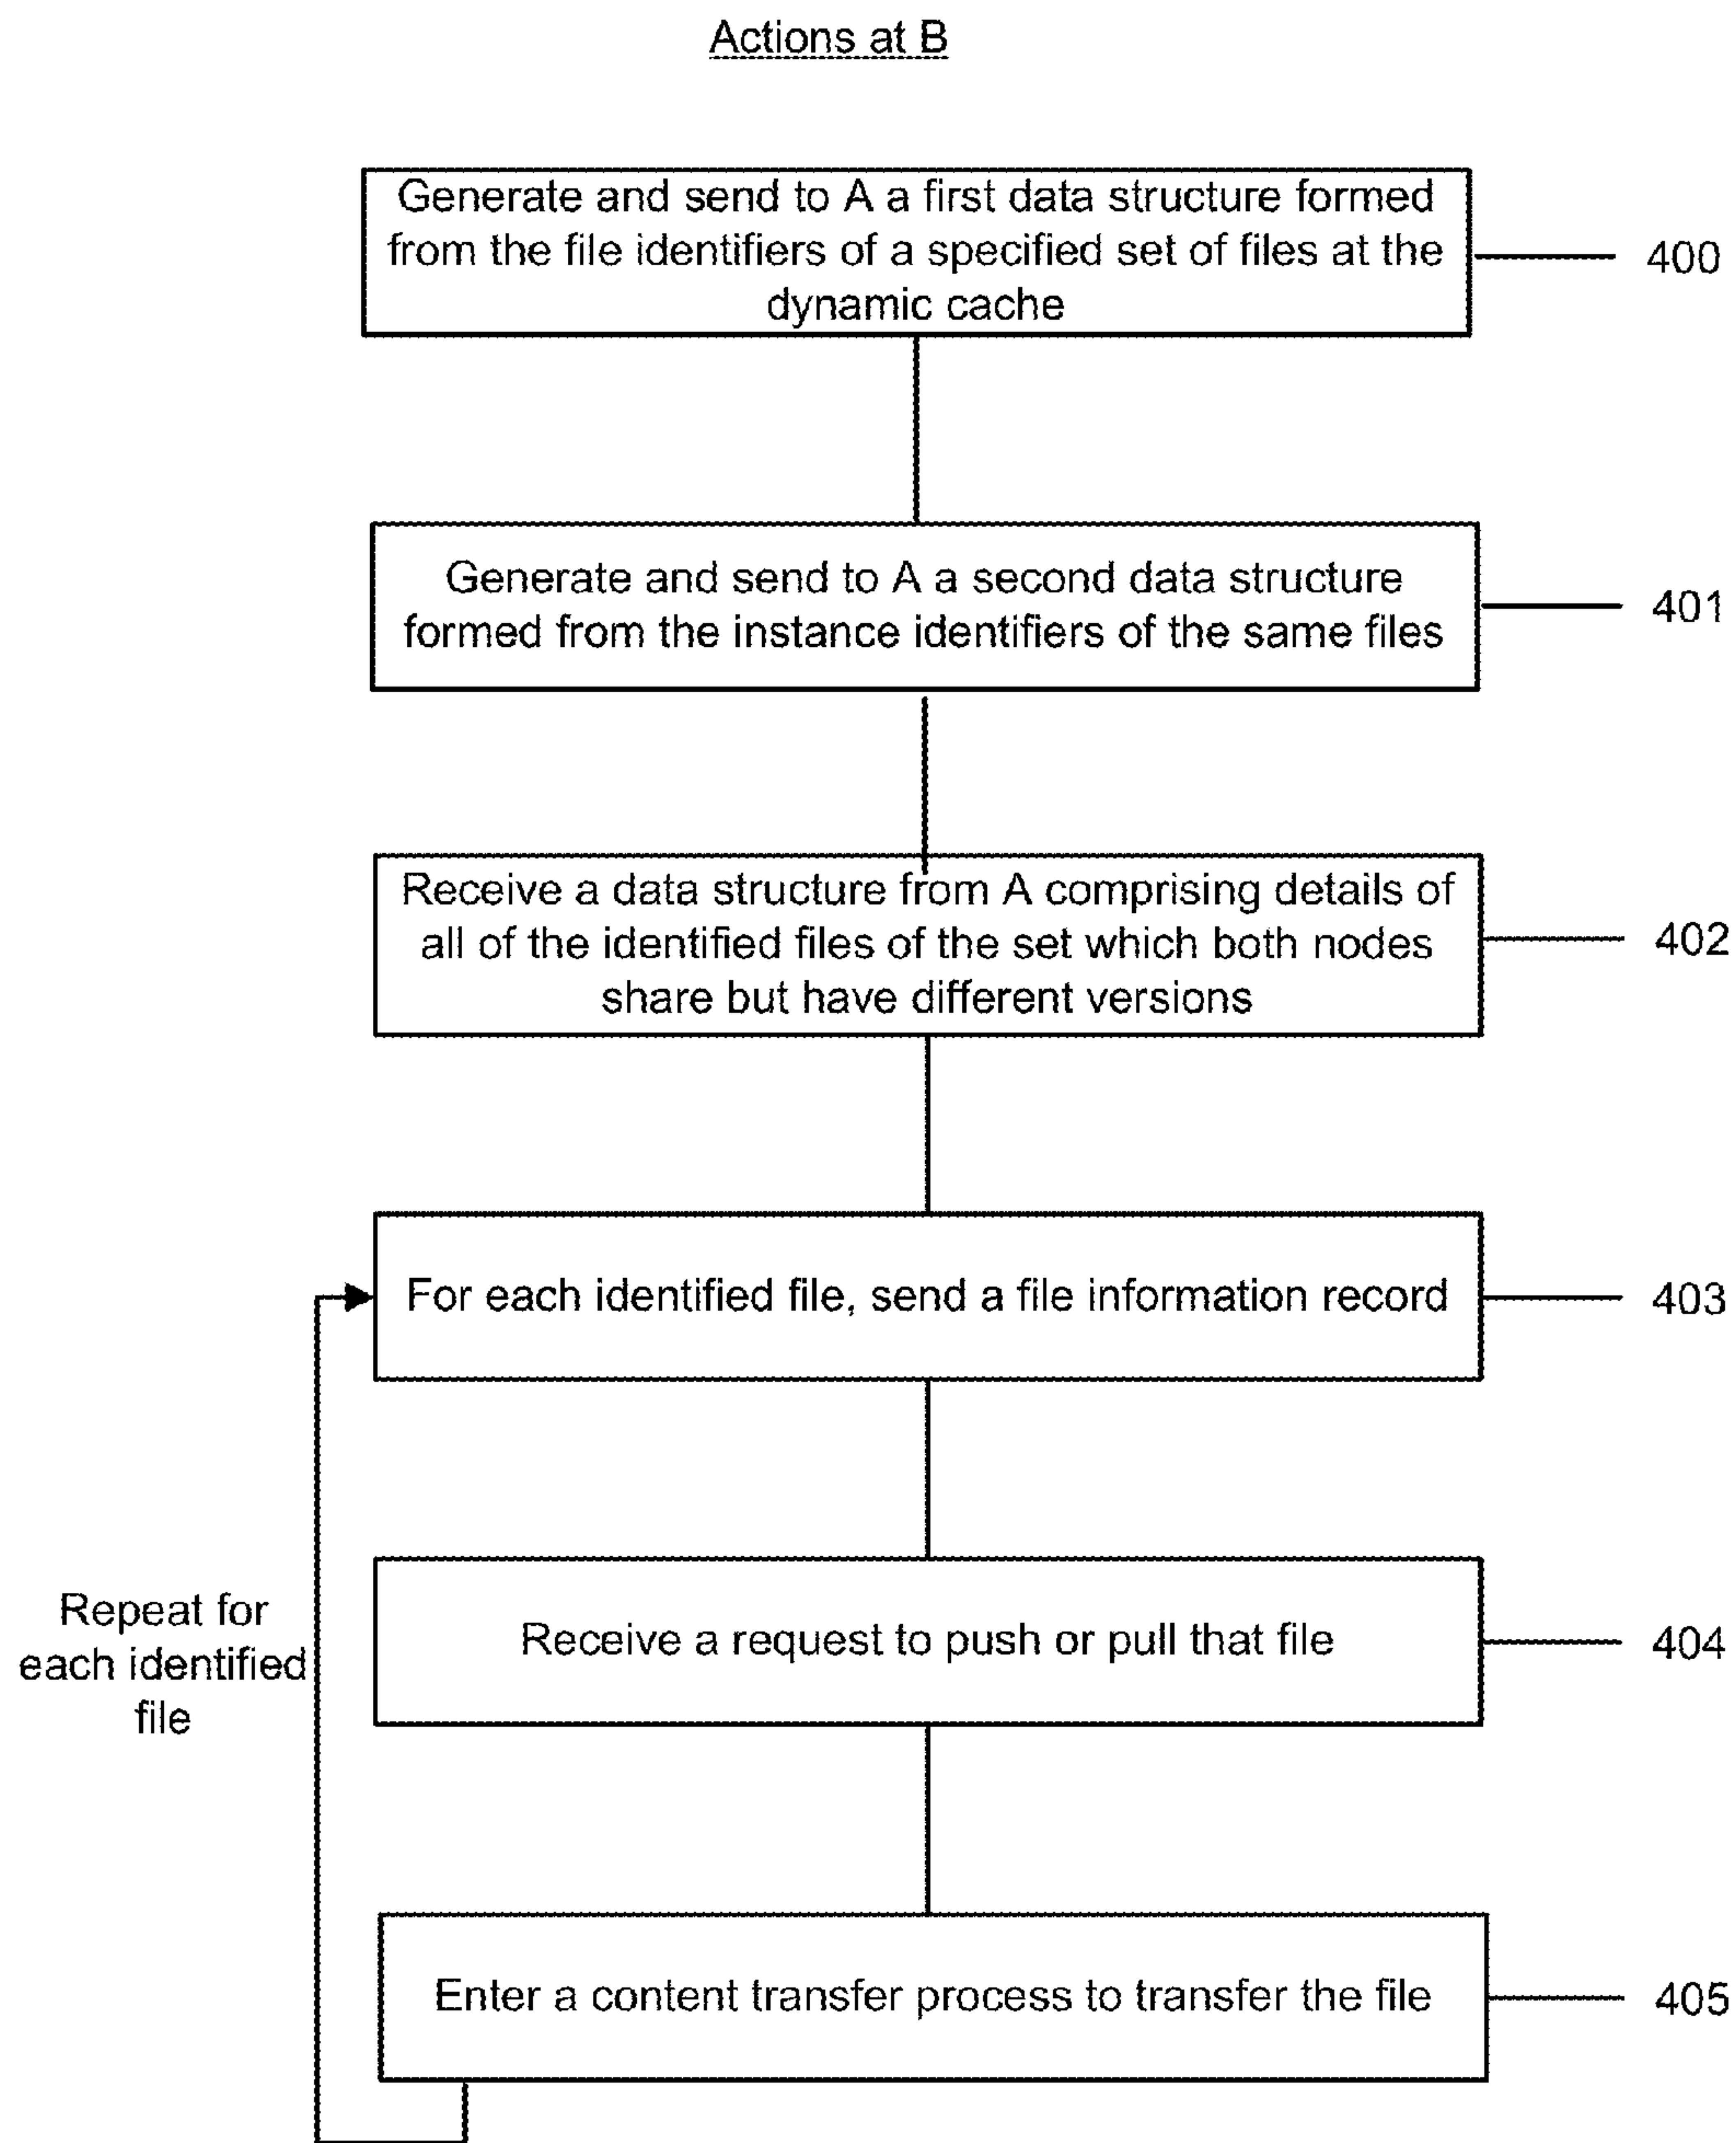 Actions at B
Generate and send to A a first data structure formed
from the file identifiers of a specified set of files at the
dynamic cache
400
Generate and send to A a second data structure
formed from the instance identifiers of the same files
401
Receive a data structure from A comprising details of
all of the identified files of the set which both nodes
share but have different versions
402
For each identified file, send a file information record
403
Receive a request to push or pull that file
404
Repeat for
each identified
file
Enter a content transfer process to transfer the file
405